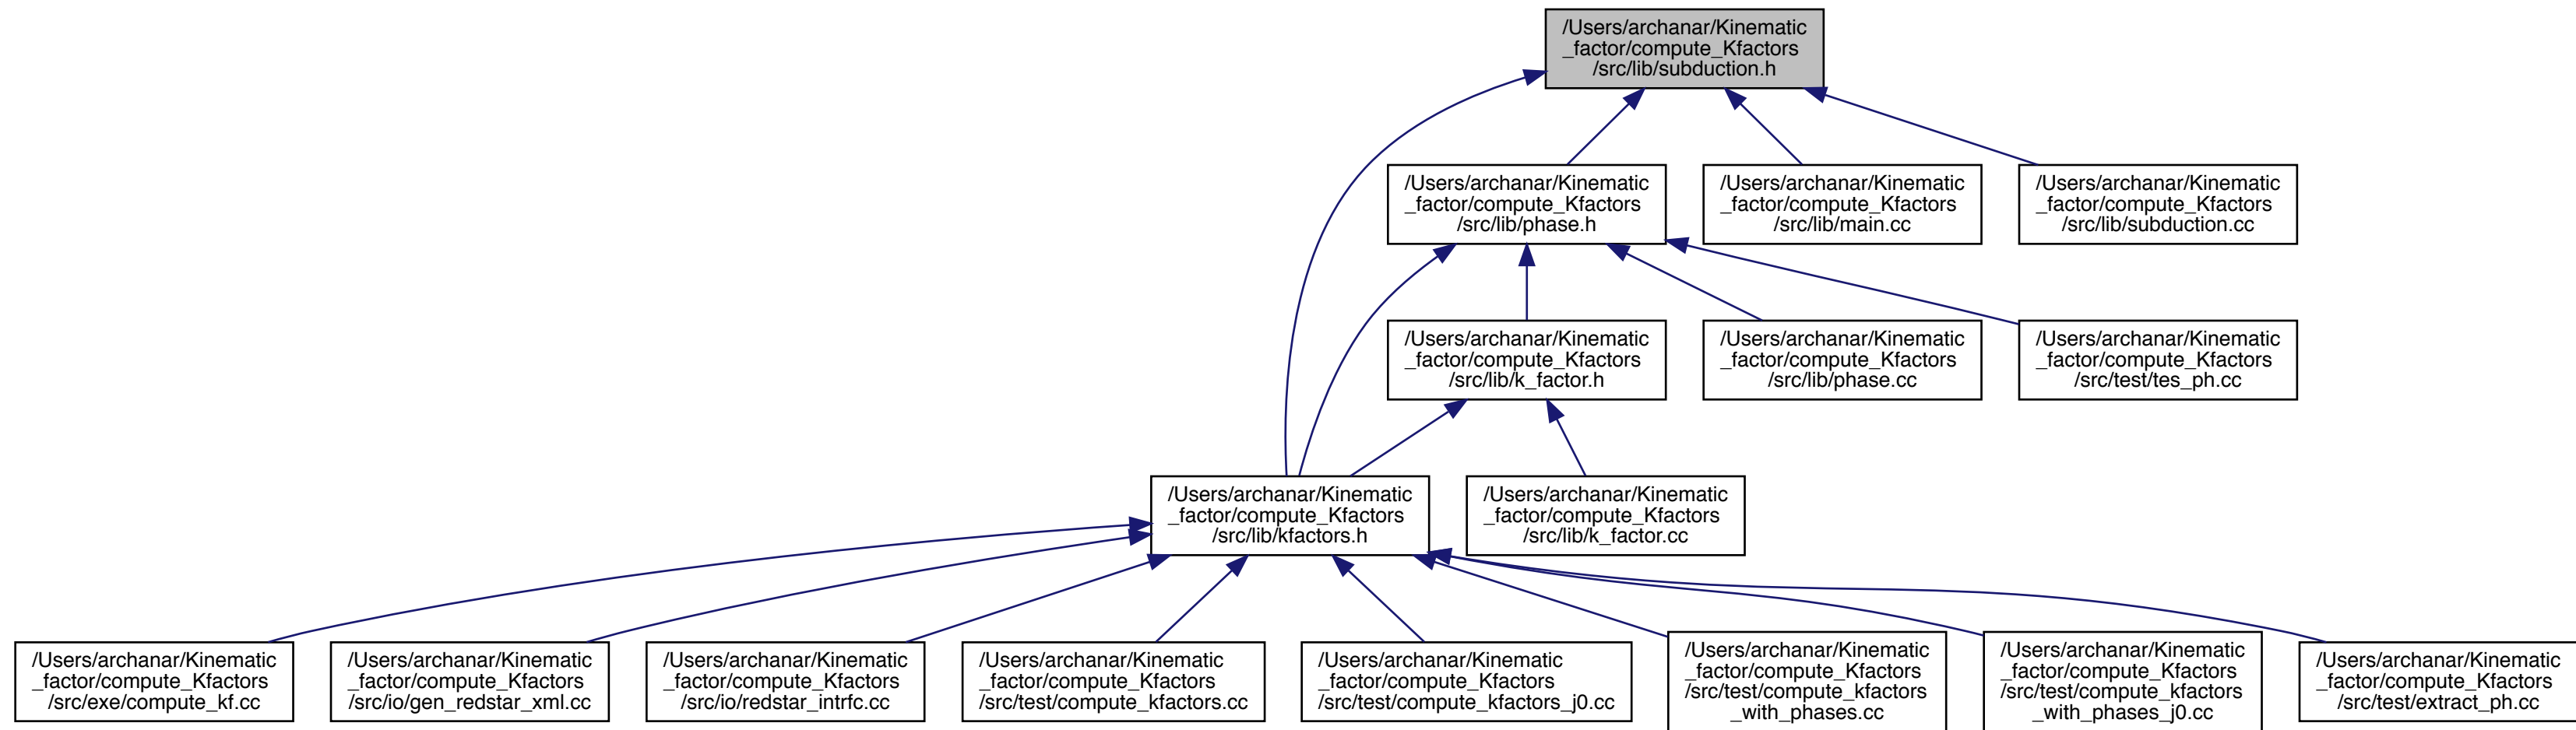 /Users/archanar/Kinematic
_factor/compute_Kfactors
/src/lib/subduction.h
/Users/archanar/Kinematic
_factor/compute_Kfactors
/src/lib/phase.h
/Users/archanar/Kinematic
_factor/compute_Kfactors
/src/lib/main.cc
/Users/archanar/Kinematic
_factor/compute_Kfactors
/src/lib/subduction.cc
/Users/archanar/Kinematic
_factor/compute_Kfactors
/src/lib/k_factor.h
/Users/archanar/Kinematic
_factor/compute_Kfactors
/src/lib/phase.cc
/Users/archanar/Kinematic
_factor/compute_Kfactors
/src/test/tes_ph.cc
/Users/archanar/Kinematic
_factor/compute_Kfactors
/src/lib/kfactors.h
/Users/archanar/Kinematic
_factor/compute_Kfactors
/src/lib/k_factor.cc
/Users/archanar/Kinematic
_factor/compute_Kfactors
/src/exe/compute_kf.cc
/Users/archanar/Kinematic
_factor/compute_Kfactors
/src/io/gen_redstar_xml.cc
/Users/archanar/Kinematic
_factor/compute_Kfactors
/src/io/redstar_intrfc.cc
/Users/archanar/Kinematic
_factor/compute_Kfactors
/src/test/compute_kfactors.cc
/Users/archanar/Kinematic
_factor/compute_Kfactors
/src/test/compute_kfactors_j0.cc
/Users/archanar/Kinematic
_factor/compute_Kfactors
/src/test/compute_kfactors
_with_phases.cc
/Users/archanar/Kinematic
_factor/compute_Kfactors
/src/test/compute_kfactors
_with_phases_j0.cc
/Users/archanar/Kinematic
_factor/compute_Kfactors
/src/test/extract_ph.cc